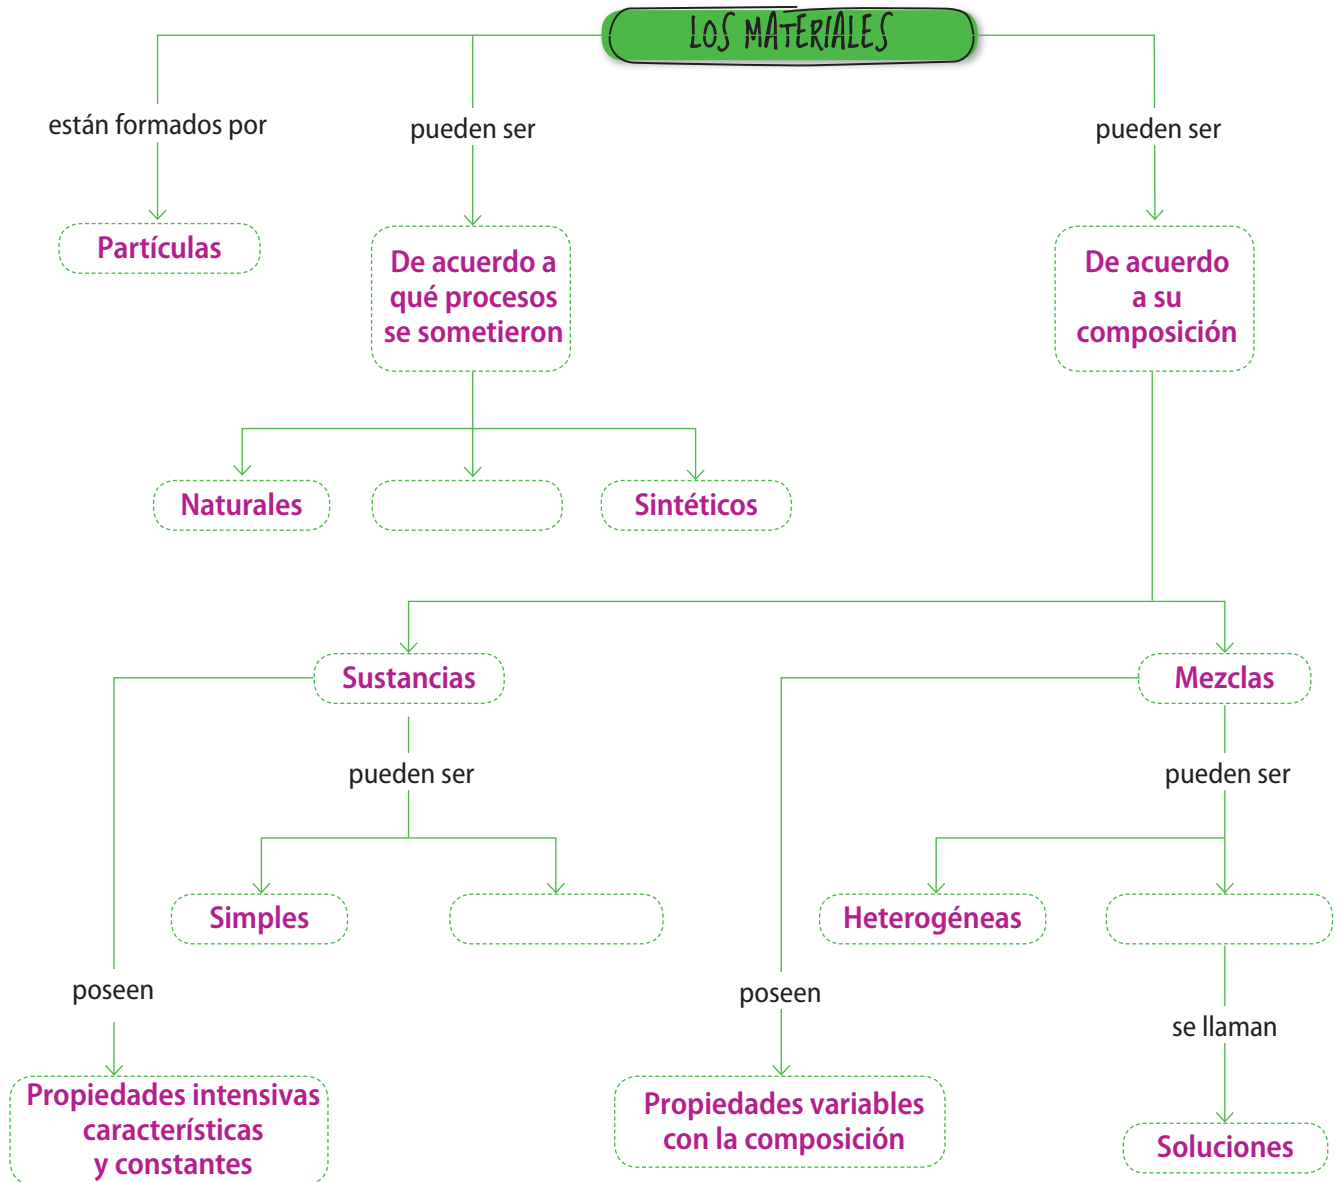 LOS MATERIALES
están formados por
pueden ser
pueden ser
Partículas
De acuerdo a
qué procesos
se sometieron
De acuerdo
a su
composición
Naturales
Sintéticos
Sustancias
Mezclas
pueden ser
pueden ser
Simples
Heterogéneas
poseen
poseen
se llaman
Propiedades intensivas
características
y constantes
Propiedades variables
con la composición
Soluciones